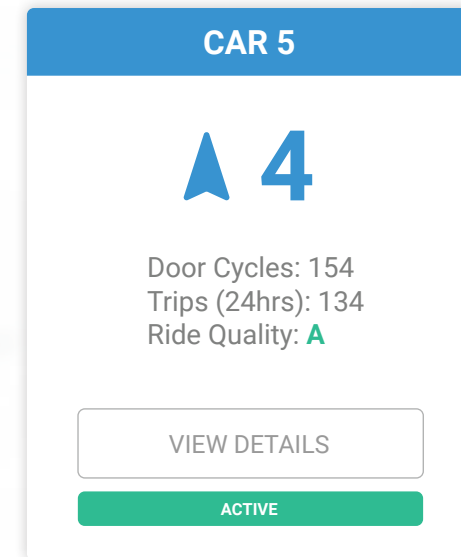 CAR 5
4
Door Cycles: 154
Trips (24hrs): 134
Ride Quality: A
VIEW DETAILS
ACTIVE